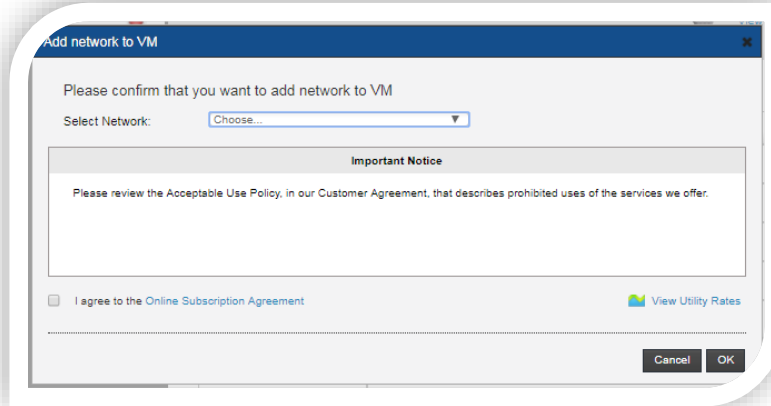 Add network to VM
Please confirm that you want to add network to VM
Select Network: Choose...
Important Notice
Please review the Acceptable Use Policy, in our Customer Agreement, that describes prohibited uses of the services we offer.
I agree to the Online Subscription Agreement View Utility Rates
Cancel OK